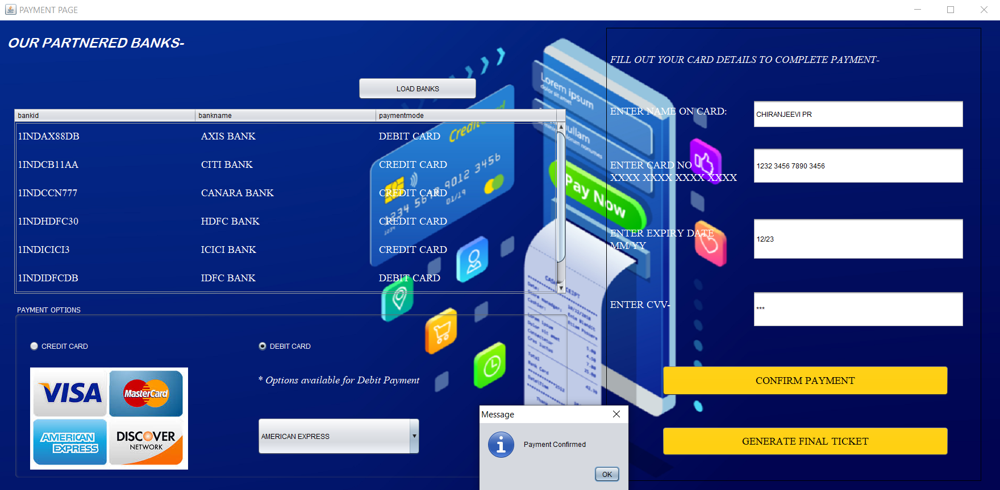 PAYMENT PAGE
OUR PARTNERED BANKS-
LOAD BANKS
bankid bankname paymentmode
1INDAX88DB AXIS BANK DEBIT CARD
1INDCB11AA CITI BANK CREDIT CARD
1INDCCN777 CANARA BANK CREDIT CARD
1INDHDFC30 HDFC BANK CREDIT CARD
1INDICICI3 ICICI BANK CREDIT CARD
1INDIDFCDB IDFC BANK DEBIT CARD
Credit Card
1234 5678 9012 3456
1234
01/19
Lorem ipsum
dolor sit amet
Pay Now
PAYMENT OPTIONS
CREDIT CARD
DEBIT CARD
VISA
MasterCard
AMERICAN
EXPRESS
DISCOVER
NETWORK
* Options available for Debit Payment
AMERICAN EXPRESS
FILL OUT YOUR CARD DETAILS TO COMPLETE PAYMENT-
ENTER NAME ON CARD:
CHIRANJEEVI PR
ENTER CARD NO
XXXX XXXX XXXX XXXX
1232 3456 7890 3456
ENTER EXPIRY DATE
MM/YY
12/23
ENTER CVV-
***
CONFIRM PAYMENT
GENERATE FINAL TICKET
Message
Payment Confirmed
OK